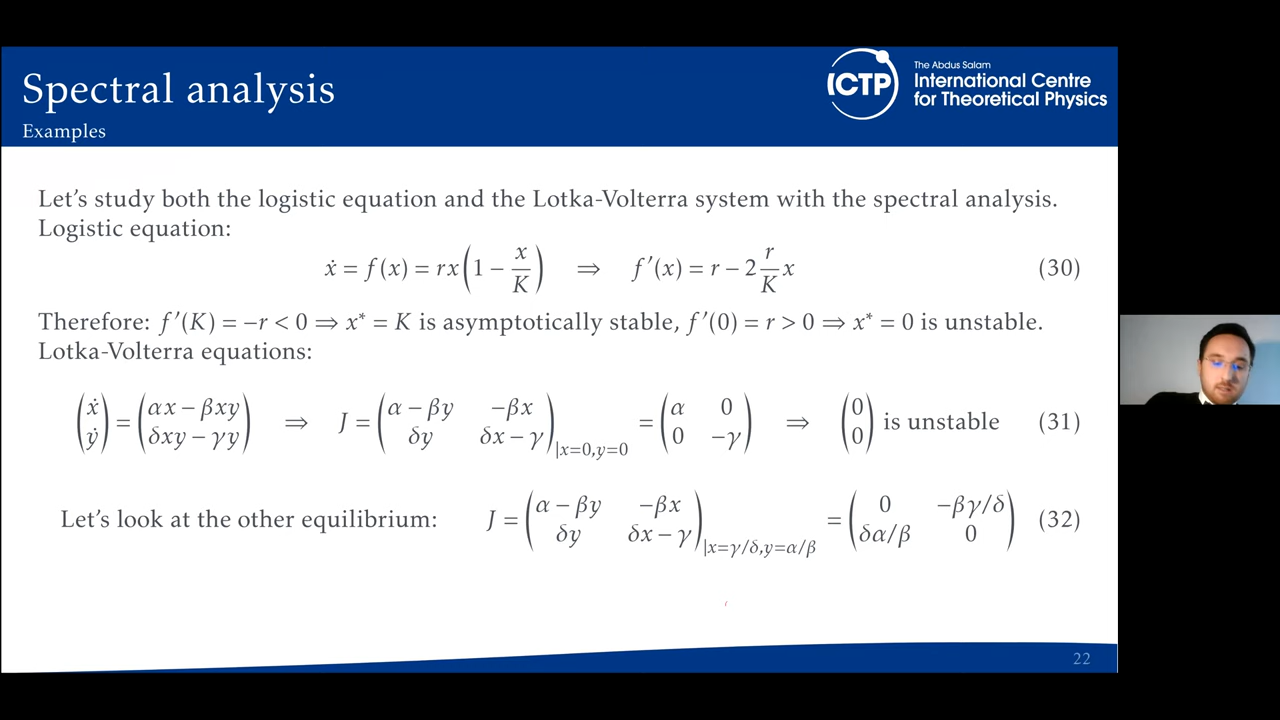 Spectral analysis
Examples
ICTP
The Abdus Salam
International Centre
for Theoretical Physics
Let's study both the logistic equation and the Lotka-Volterra system with the spectral analysis.
Logistic equation:
ẋ = f(x) = rx(1 − x/K) ⇒ f′(x) = r − 2 r/K x (30)
Therefore: f′(K) = −r < 0 ⇒ x* = K is asymptotically stable, f′(0) = r > 0 ⇒ x* = 0 is unstable.
Lotka-Volterra equations:
(ẋ ẏ) = (αx − βxy δxy − γy) ⇒ J = (α − βy −βx δy δx − γ)|x=0,y=0 = (α 0 0 −γ) ⇒ (0 0) is unstable (31)
Let's look at the other equilibrium: J = (α − βy −βx δy δx − γ)|x=γ/δ,y=α/β = (0 −βγ/δ δα/β 0) (32)
22